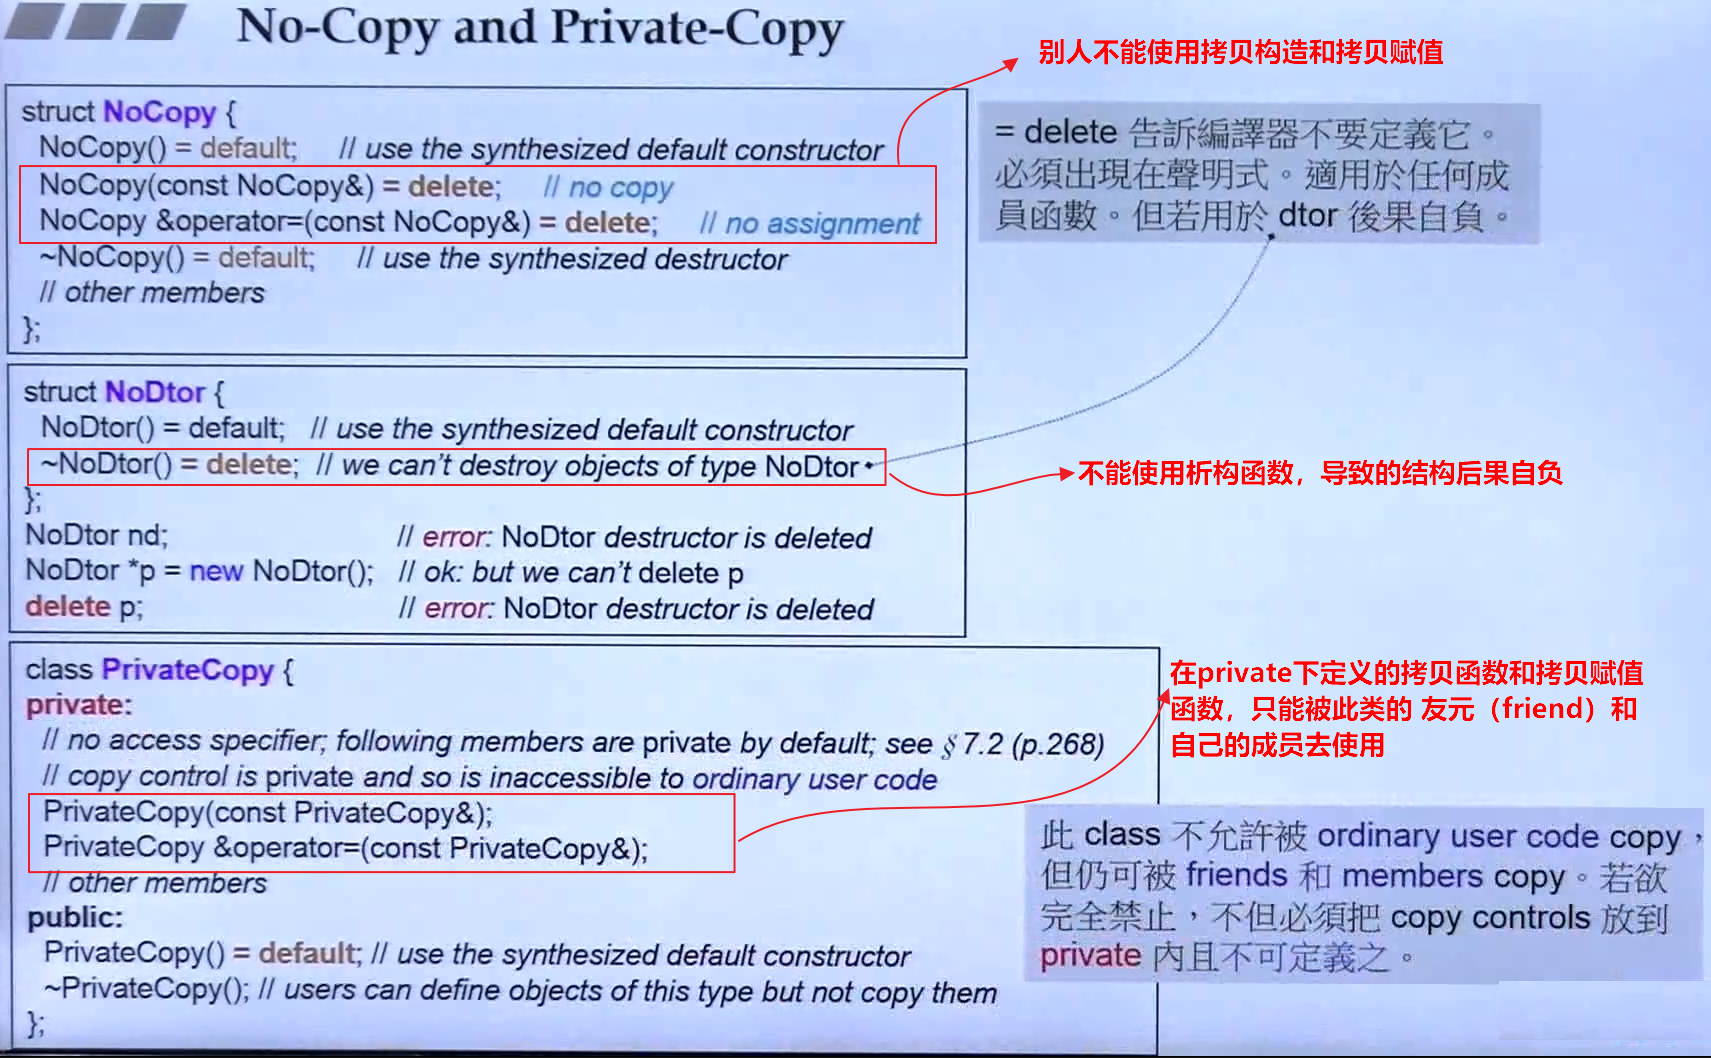 No-Copy and Private-Copy
别人不能使用拷贝构造和拷贝赋值
struct NoCopy {
NoCopy() = default; // use the synthesized default constructor
NoCopy(const NoCopy&) = delete; // no copy
NoCopy &operator=(const NoCopy&) = delete; // no assignment
~NoCopy() = default; // use the synthesized destructor
// other members
};
= delete 告訴編譯器不要定義它。
必須出現在聲明式。適用於任何成
員函數。但若用於 dtor 後果自負。
struct NoDtor {
NoDtor() = default; // use the synthesized default constructor
~NoDtor() = delete; // we can't destroy objects of type NoDtor
};
NoDtor nd; // error: NoDtor destructor is deleted
NoDtor *p = new NoDtor(); // ok: but we can't delete p
delete p; // error: NoDtor destructor is deleted
不能使用析构函数，导致的结构后果自负
class PrivateCopy {
private:
// no access specifier; following members are private by default; see §7.2 (p.268)
// copy control is private and so is inaccessible to ordinary user code
PrivateCopy(const PrivateCopy&);
PrivateCopy &operator=(const PrivateCopy&);
// other members
public:
PrivateCopy() = default; // use the synthesized default constructor
~PrivateCopy(); // users can define objects of this type but not copy them
};
在private下定义的拷贝函数和拷贝赋值
函数，只能被此类的 友元（friend）和
自己的成员去使用
此 class 不允許被 ordinary user code copy，
但仍可被 friends 和 members copy。若欲
完全禁止，不但必須把 copy controls 放到
private 內且不可定義之。